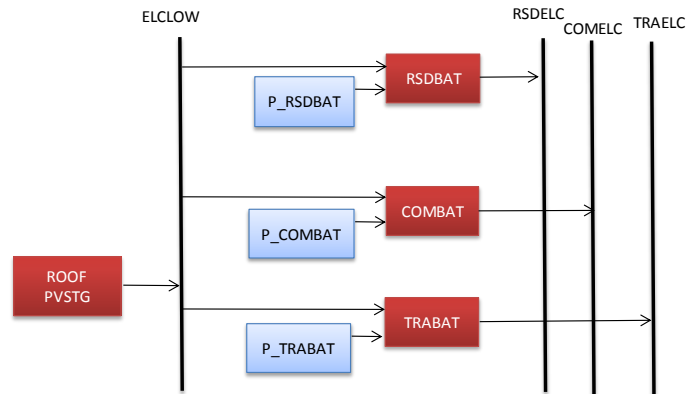 ELCLOW
RSDELC
COMELC
TRAELC
RSDBAT
P_RSDBAT
COMBAT
P_COMBAT
ROOF
PVSTG
TRABAT
P_TRABAT